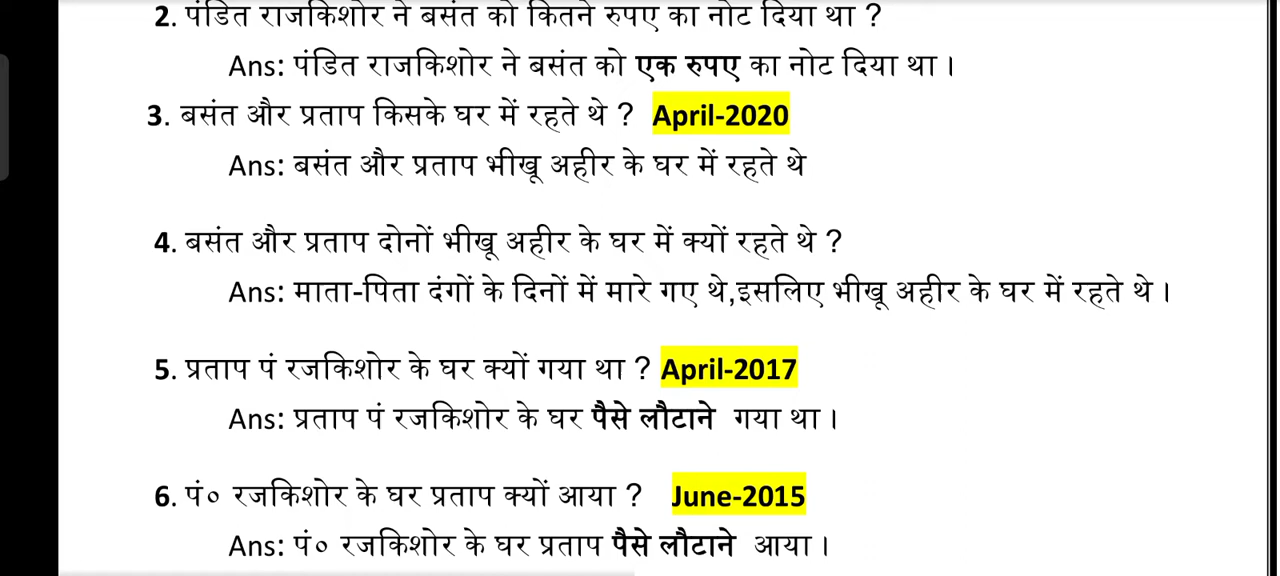 2. पंडित राजकिशोर ने बसंत को कितने रुपए का नोट दिया था ?
Ans: पंडित राजकिशोर ने बसंत को एक रुपए का नोट दिया था ।
3. बसंत और प्रताप किसके घर में रहते थे ? April-2020
Ans: बसंत और प्रताप भीखू अहीर के घर में रहते थे
4. बसंत और प्रताप दोनों भीखू अहीर के घर में क्यों रहते थे ?
Ans: माता-पिता दंगों के दिनों में मारे गए थे,इसलिए भीखू अहीर के घर में रहते थे ।
5. प्रताप पं रजकिशोर के घर क्यों गया था ? April-2017
Ans: प्रताप पं रजकिशोर के घर पैसे लौटाने गया था ।
6. पं० रजकिशोर के घर प्रताप क्यों आया ? June-2015
Ans: पं० रजकिशोर के घर प्रताप पैसे लौटाने आया ।